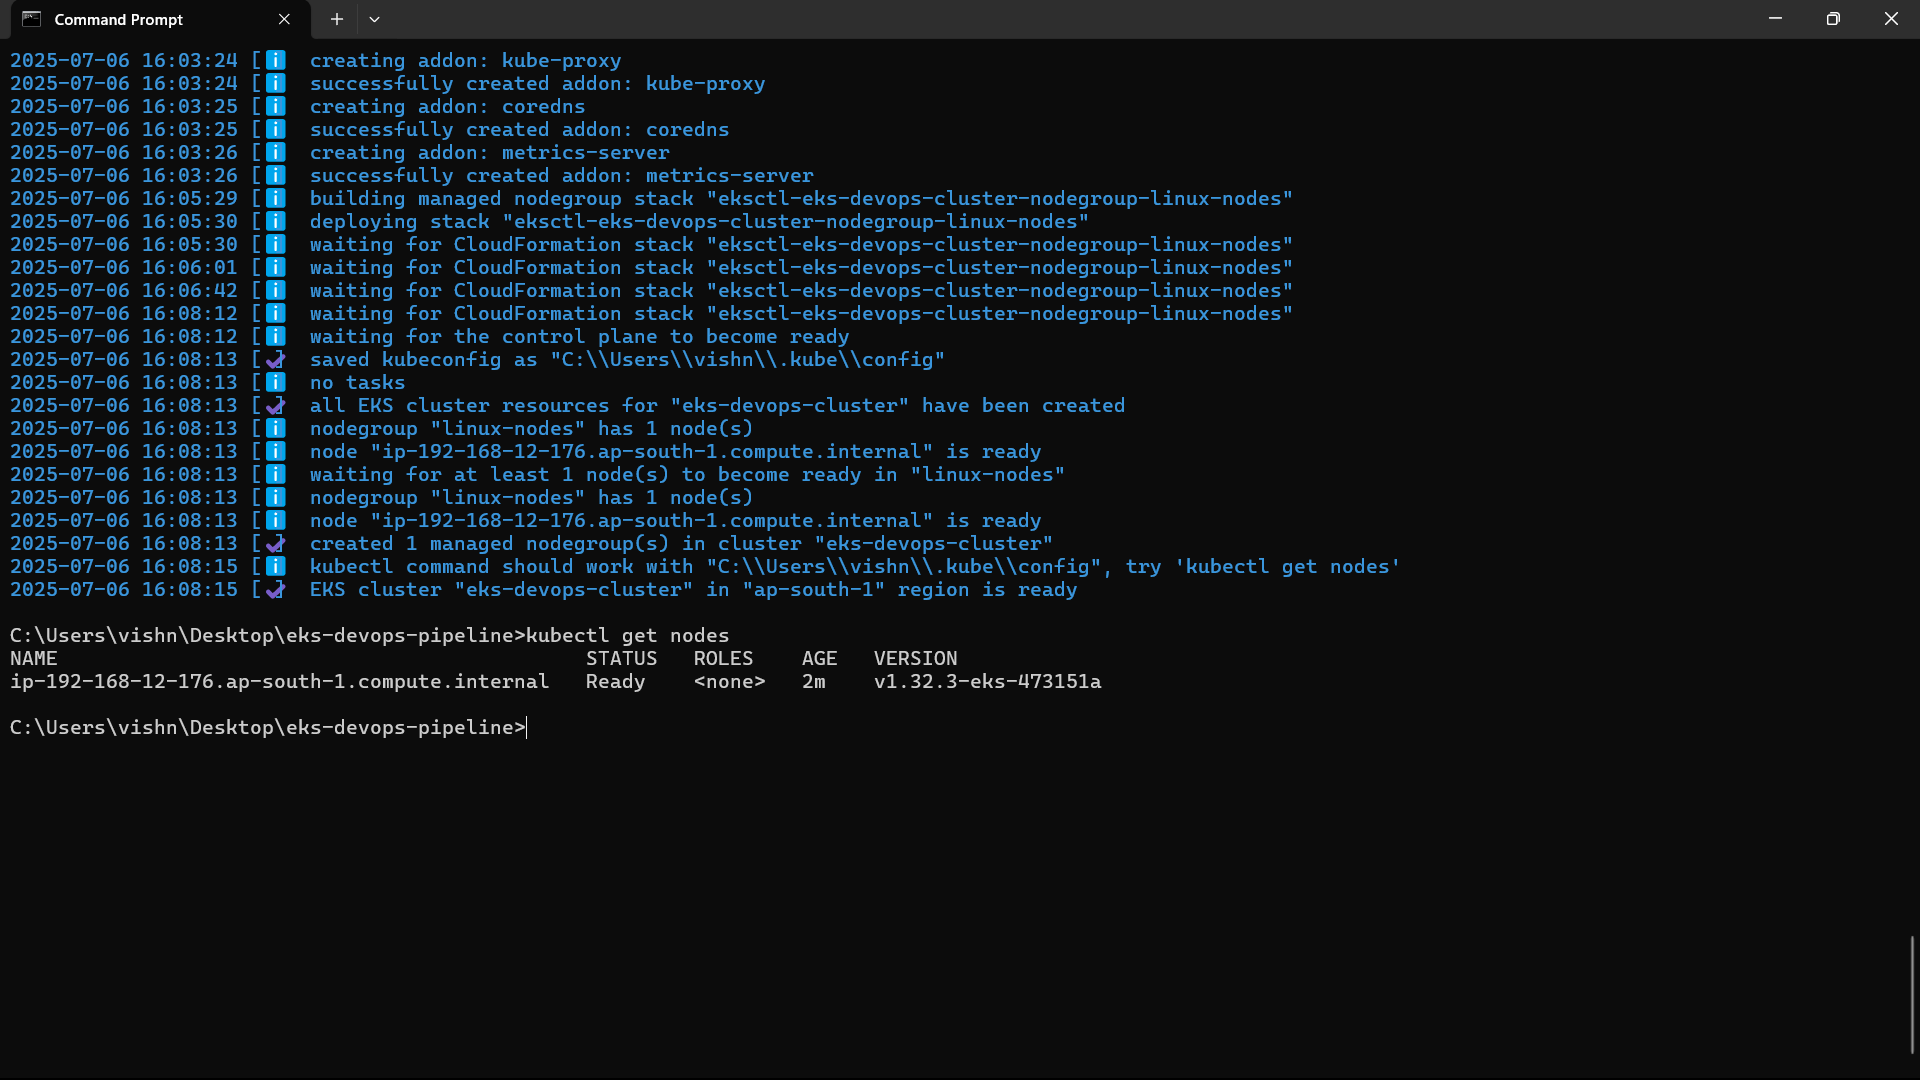 Command Prompt
2025-07-06 16:03:24 [ℹ]  creating addon: kube-proxy
2025-07-06 16:03:24 [ℹ]  successfully created addon: kube-proxy
2025-07-06 16:03:25 [ℹ]  creating addon: coredns
2025-07-06 16:03:25 [ℹ]  successfully created addon: coredns
2025-07-06 16:03:26 [ℹ]  creating addon: metrics-server
2025-07-06 16:03:26 [ℹ]  successfully created addon: metrics-server
2025-07-06 16:05:29 [ℹ]  building managed nodegroup stack "eksctl-eks-devops-cluster-nodegroup-linux-nodes"
2025-07-06 16:05:30 [ℹ]  deploying stack "eksctl-eks-devops-cluster-nodegroup-linux-nodes"
2025-07-06 16:05:30 [ℹ]  waiting for CloudFormation stack "eksctl-eks-devops-cluster-nodegroup-linux-nodes"
2025-07-06 16:06:01 [ℹ]  waiting for CloudFormation stack "eksctl-eks-devops-cluster-nodegroup-linux-nodes"
2025-07-06 16:06:42 [ℹ]  waiting for CloudFormation stack "eksctl-eks-devops-cluster-nodegroup-linux-nodes"
2025-07-06 16:08:12 [ℹ]  waiting for CloudFormation stack "eksctl-eks-devops-cluster-nodegroup-linux-nodes"
2025-07-06 16:08:12 [ℹ]  waiting for the control plane to become ready
2025-07-06 16:08:13 [✔]  saved kubeconfig as "C:\\Users\\vishn\\.kube\\config"
2025-07-06 16:08:13 [ℹ]  no tasks
2025-07-06 16:08:13 [✔]  all EKS cluster resources for "eks-devops-cluster" have been created
2025-07-06 16:08:13 [ℹ]  nodegroup "linux-nodes" has 1 node(s)
2025-07-06 16:08:13 [ℹ]  node "ip-192-168-12-176.ap-south-1.compute.internal" is ready
2025-07-06 16:08:13 [ℹ]  waiting for at least 1 node(s) to become ready in "linux-nodes"
2025-07-06 16:08:13 [ℹ]  nodegroup "linux-nodes" has 1 node(s)
2025-07-06 16:08:13 [ℹ]  node "ip-192-168-12-176.ap-south-1.compute.internal" is ready
2025-07-06 16:08:13 [✔]  created 1 managed nodegroup(s) in cluster "eks-devops-cluster"
2025-07-06 16:08:15 [ℹ]  kubectl command should work with "C:\\Users\\vishn\\.kube\\config", try 'kubectl get nodes'
2025-07-06 16:08:15 [✔]  EKS cluster "eks-devops-cluster" in "ap-south-1" region is ready
C:\Users\vishn\Desktop\eks-devops-pipeline>kubectl get nodes
NAME                                            STATUS   ROLES    AGE   VERSION
ip-192-168-12-176.ap-south-1.compute.internal   Ready    <none>   2m    v1.32.3-eks-473151a
C:\Users\vishn\Desktop\eks-devops-pipeline>